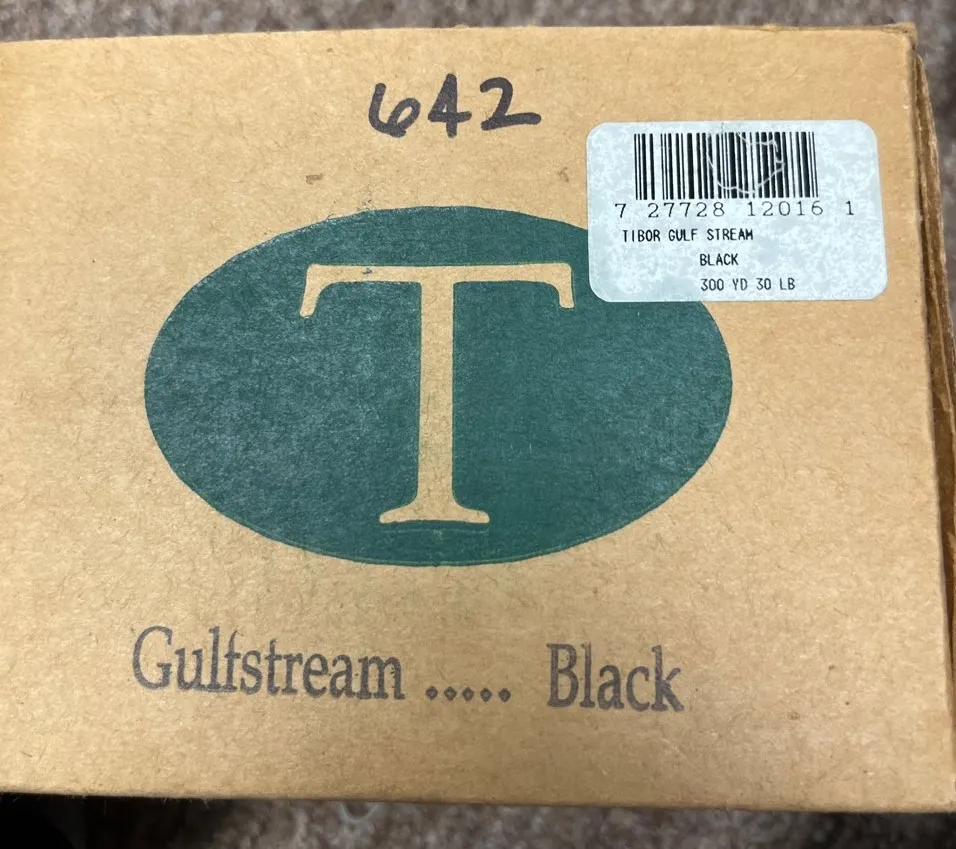 642
7 27728 12016 1
TIBOR GULF STREAM
BLACK
300 YD 30 LB
T
Gulfstream ..... Black